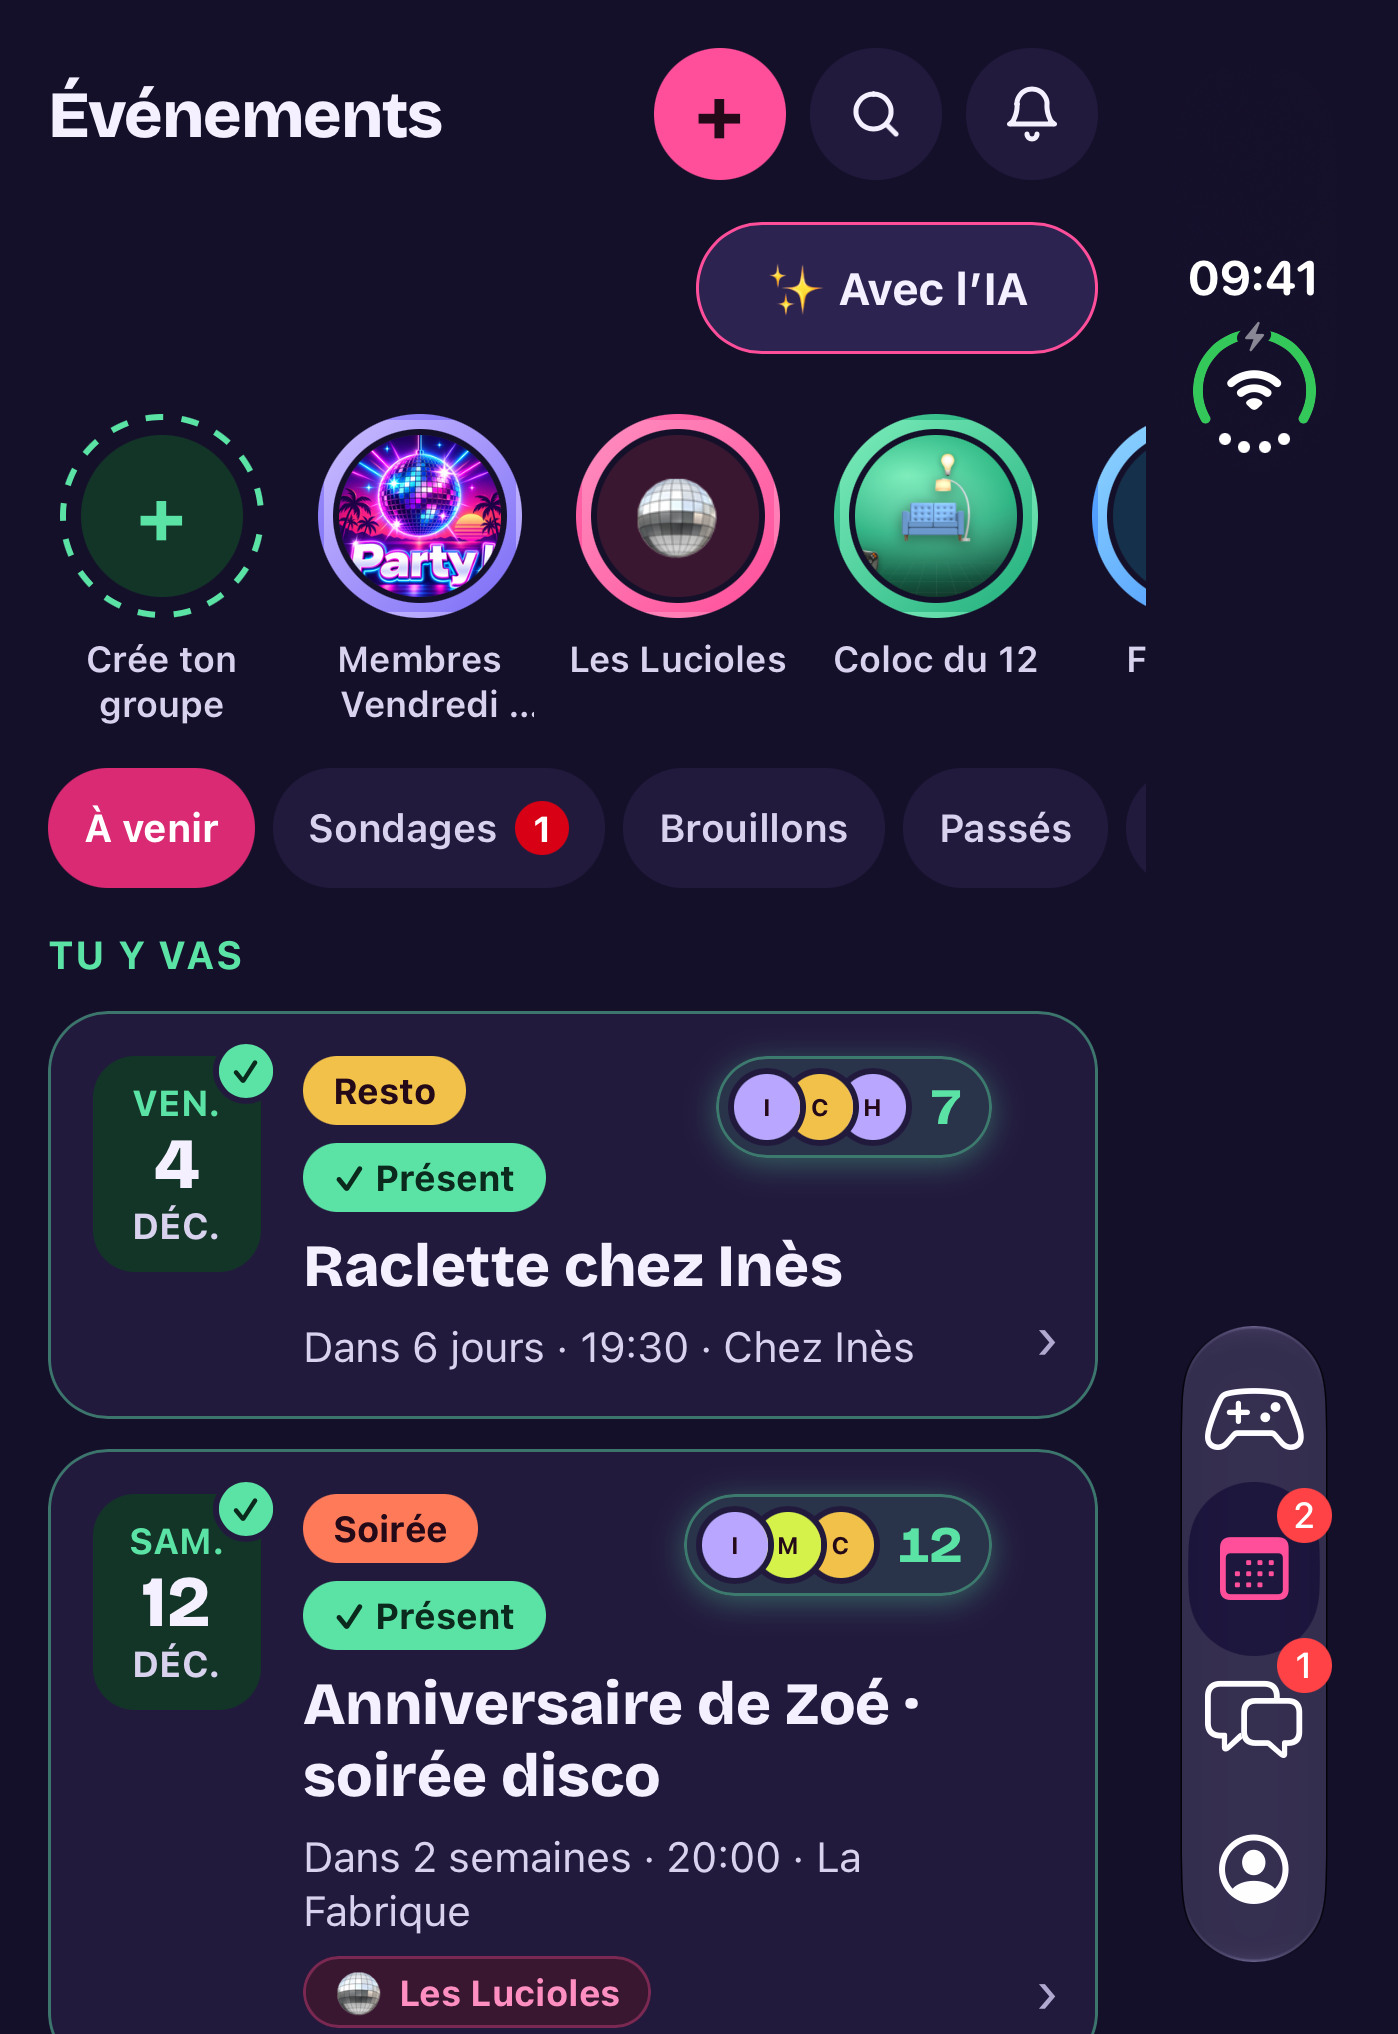 Événements
✨ Avec l’IA
09:41
Party!
Crée ton
groupe
Membres
Vendredi ...
Les Lucioles
Coloc du 12
F
À venir
Sondages 1
Brouillons
Passés
TU Y VAS
VEN.
4
DÉC.
Resto
✓ Présent
I C H 7
Raclette chez Inès
Dans 6 jours · 19:30 · Chez Inès
SAM.
12
DÉC.
Soirée
✓ Présent
I M C 12
Anniversaire de Zoé ·
soirée disco
Dans 2 semaines · 20:00 · La
Fabrique
Les Lucioles
2
1